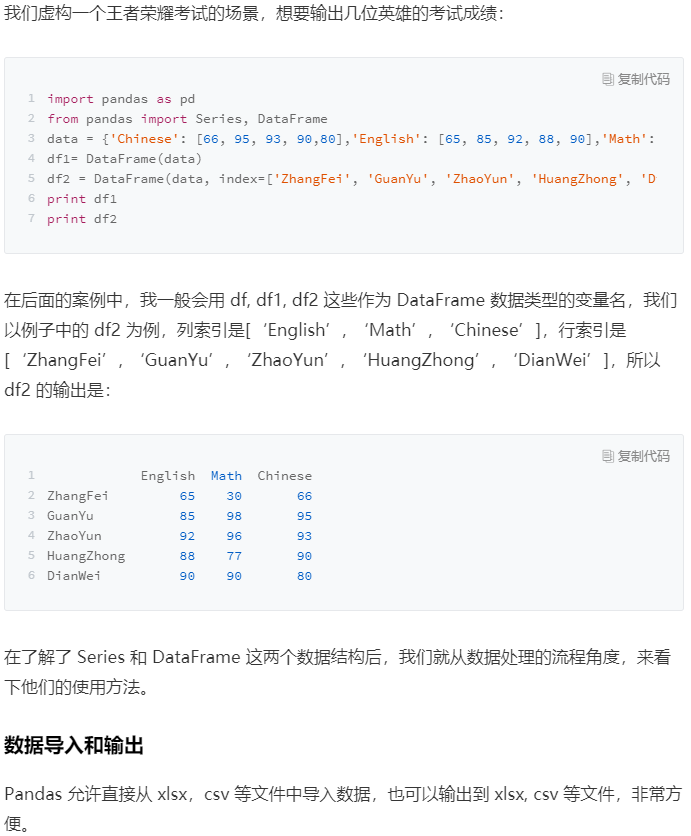 我们虚构一个王者荣耀考试的场景，想要输出几位英雄的考试成绩：
复制代码
1 import pandas as pd
2 from pandas import Series, DataFrame
3 data = {'Chinese': [66, 95, 93, 90,80],'English': [65, 85, 92, 88, 90],'Math':
4 df1= DataFrame(data)
5 df2 = DataFrame(data, index=['ZhangFei', 'GuanYu', 'ZhaoYun', 'HuangZhong', 'D
6 print df1
7 print df2
在后面的案例中，我一般会用 df, df1, df2 这些作为 DataFrame 数据类型的变量名，我们
以例子中的 df2 为例，列索引是[‘English’, ‘Math’, ‘Chinese’]，行索引是
[‘ZhangFei’, ‘GuanYu’, ‘ZhaoYun’, ‘HuangZhong’, ‘DianWei’]，所以
df2 的输出是：
复制代码
1 English Math Chinese
2 ZhangFei 65 30 66
3 GuanYu 85 98 95
4 ZhaoYun 92 96 93
5 HuangZhong 88 77 90
6 DianWei 90 90 80
在了解了 Series 和 DataFrame 这两个数据结构后，我们就从数据处理的流程角度，来看
下他们的使用方法。
数据导入和输出
Pandas 允许直接从 xlsx，csv 等文件中导入数据，也可以输出到 xlsx, csv 等文件，非常方
便。